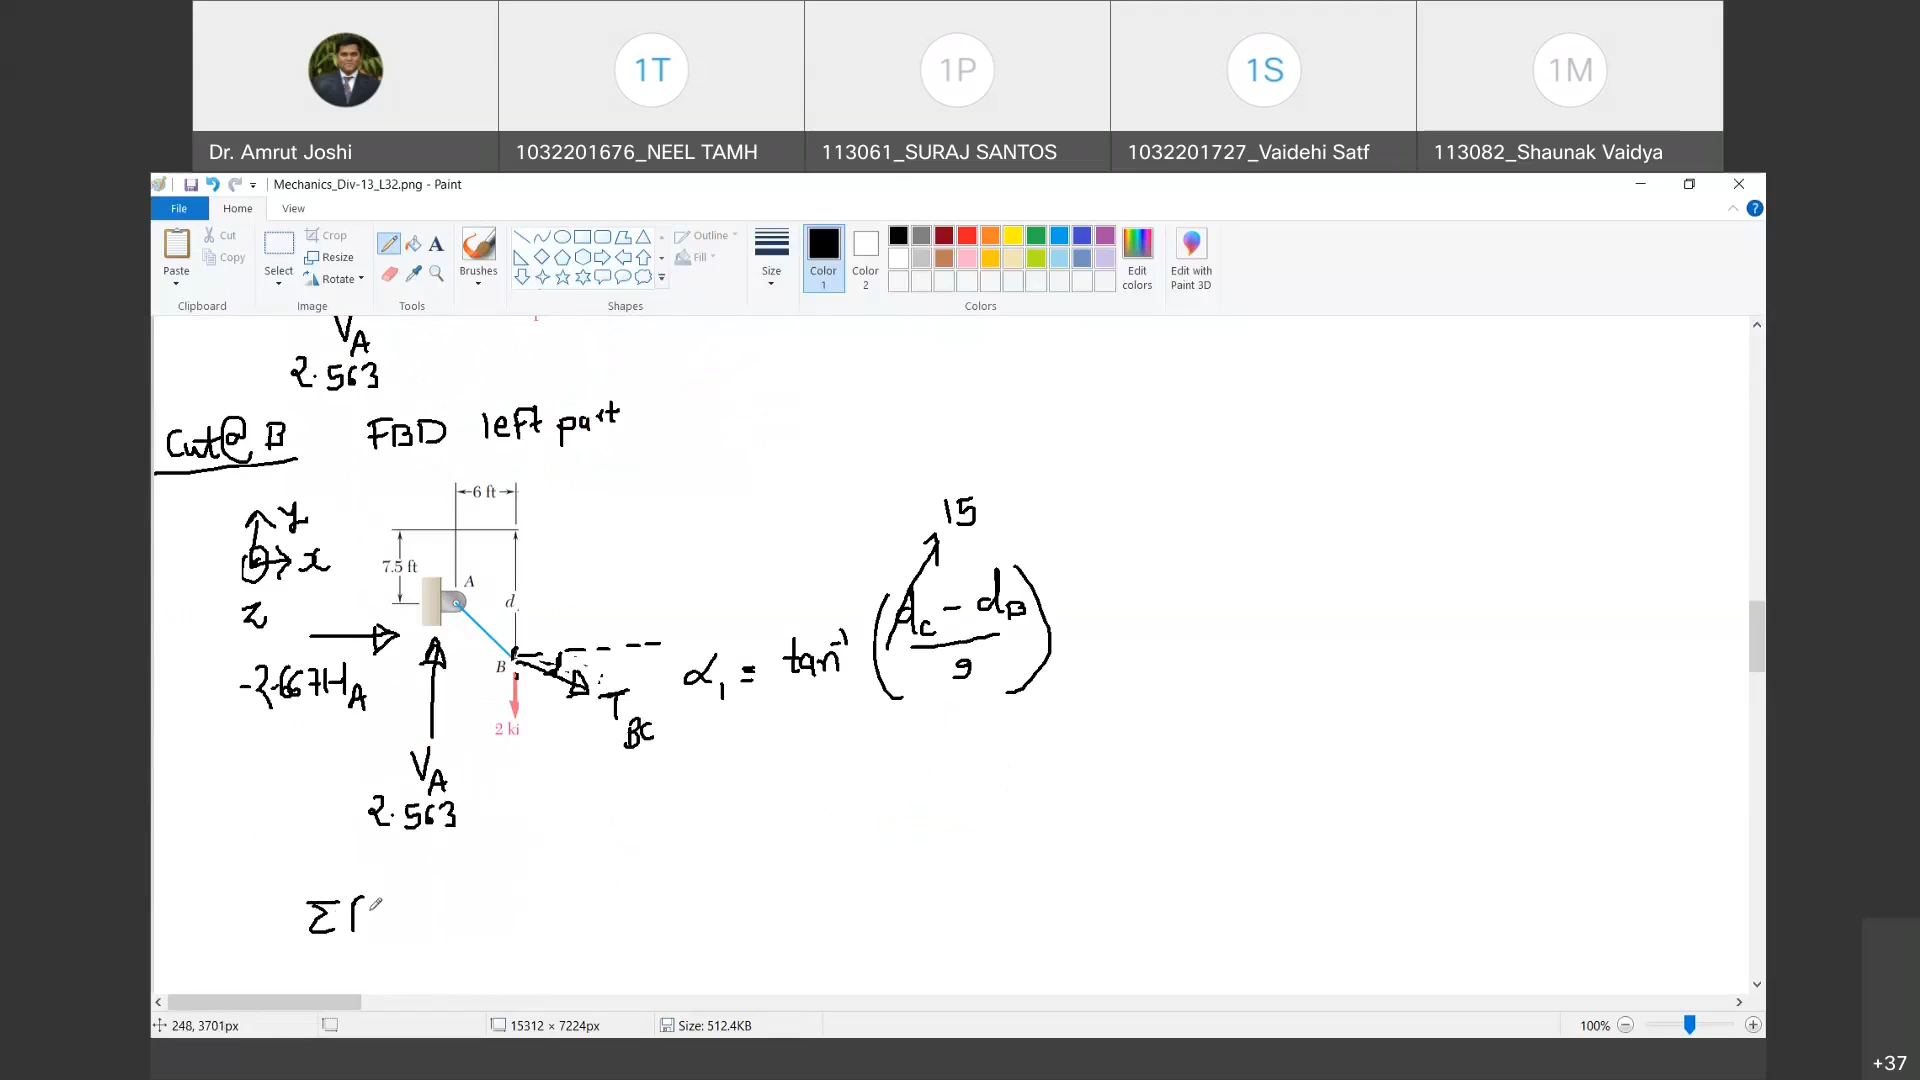 1T
1P
1S
1M
Dr. Amrut Joshi
1032201676_NEEL TAMH
113061_SURAJ SANTOS
1032201727_Vaidehi Satf
113082_Shaunak Vaidya
Mechanics_Div-13_L32.png - Paint
File Home View
Paste
Cut
Copy
Clipboard
Select
Crop
Resize
Rotate
Image
A
Tools
Brushes
Outline
Fill
Shapes
Size
Color 1
Color 2
Edit colors
Colors
Edit with Paint 3D
?
VA
2.563
Cut@ B FBD left part
6 ft
15
y
x
z
7.5 ft
A
d
B
α1 = tan-1 (dC - dB / 9)
-2.667 HA
TBC
2 ki
VA
2.563
Σ
248, 3701px
15312 × 7224px
Size: 512.4KB
100%
+37